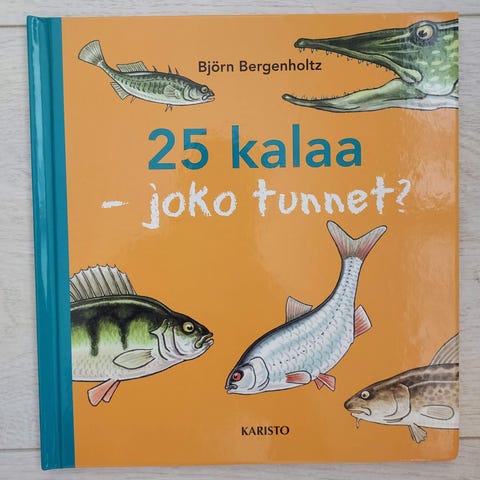 Björn Bergenholtz
25 kalaa
- joko tunnet?
KARISTO